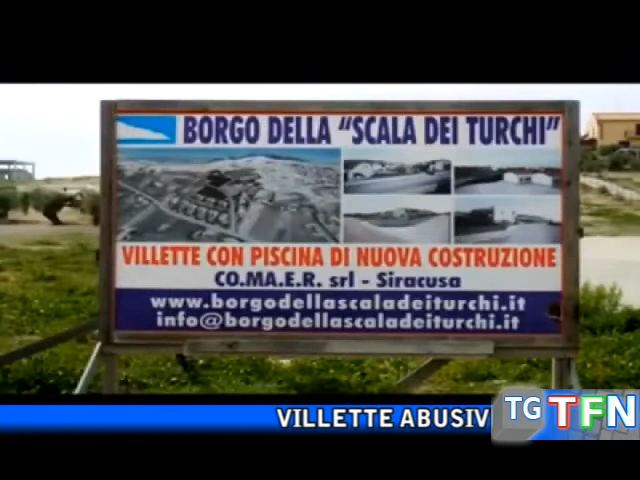 BORGO DELLA "SCALA DEI TURCHI"
VILLETTE CON PISCINA DI NUOVA COSTRUZIONE
CO.MA.E.R. srl - Siracusa
www.borgodellascaladeiturchi.it
info@borgodellascaladeiturchi.it
VILLETTE ABUSIV
TG TFN